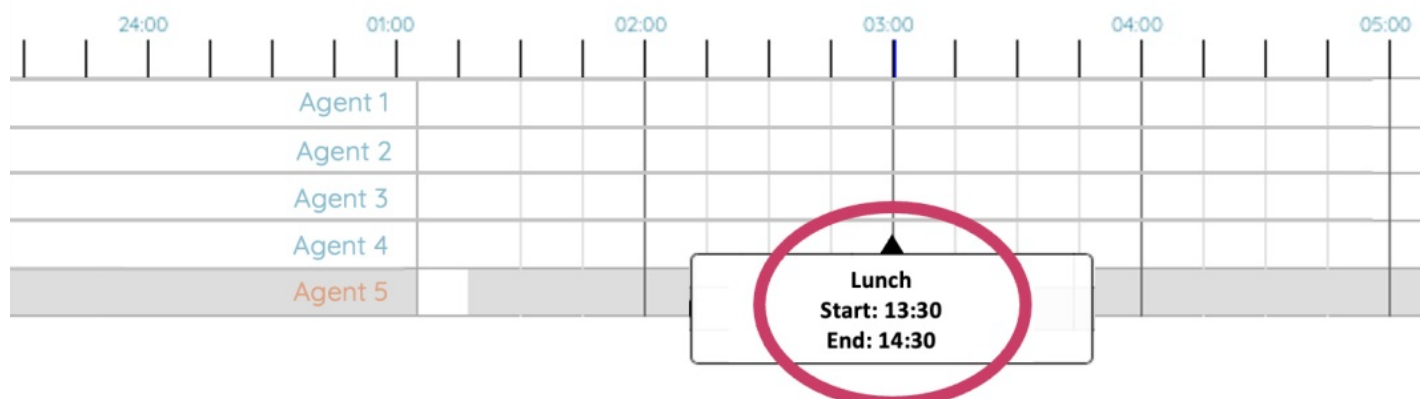 24:00 01:00 02:00 03:00 04:00 05:00
Agent 1
Agent 2
Agent 3
Agent 4
Agent 5
Lunch
Start: 13:30
End: 14:30